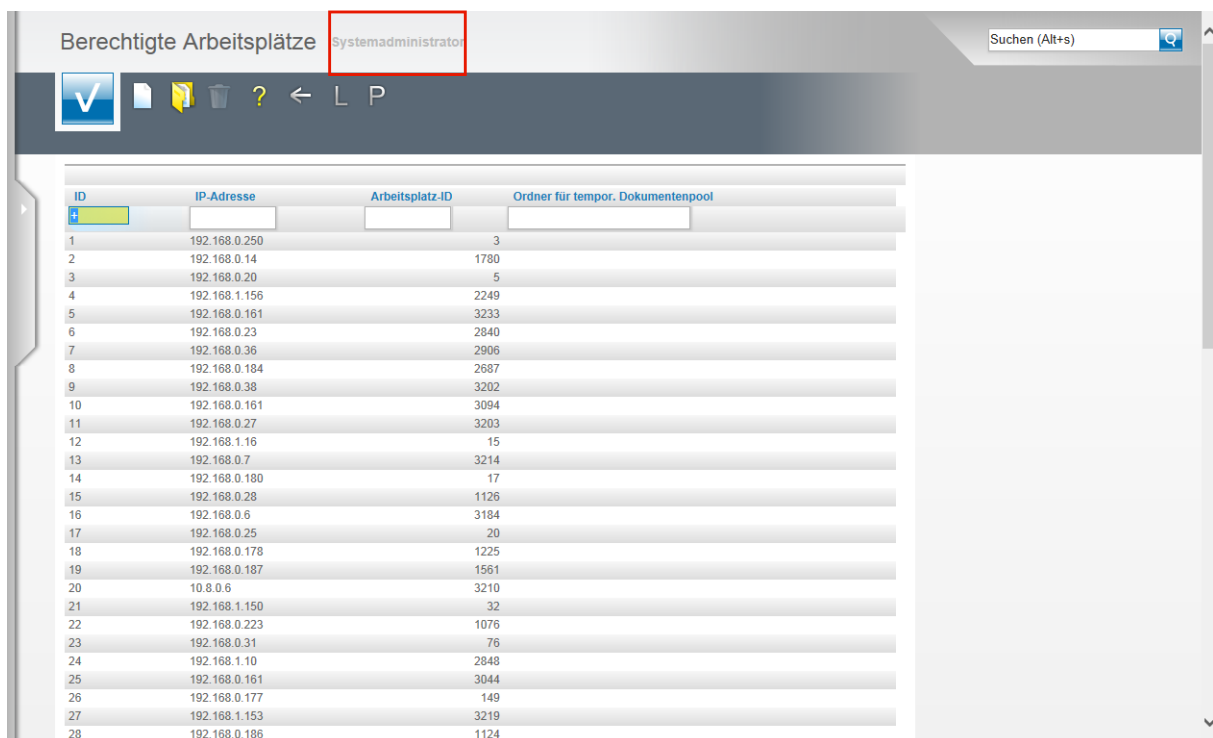 Berechtigte Arbeitsplätze Systemadministrator Suchen (Alt+s)
? ← L P
ID IP-Adresse Arbeitsplatz-ID Ordner für tempor. Dokumentenpool
+
1 192.168.0.250 3
2 192.168.0.14 1780
3 192.168.0.20 5
4 192.168.1.156 2249
5 192.168.0.161 3233
6 192.168.0.23 2840
7 192.168.0.36 2906
8 192.168.0.184 2687
9 192.168.0.38 3202
10 192.168.0.161 3094
11 192.168.0.27 3203
12 192.168.1.16 15
13 192.168.0.7 3214
14 192.168.0.180 17
15 192.168.0.28 1126
16 192.168.0.6 3184
17 192.168.0.25 20
18 192.168.0.178 1225
19 192.168.0.187 1561
20 10.8.0.6 3210
21 192.168.1.150 32
22 192.168.0.223 1076
23 192.168.0.31 76
24 192.168.1.10 2848
25 192.168.0.161 3044
26 192.168.0.177 149
27 192.168.1.153 3219
28 192.168.0.186 1124